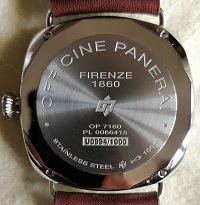 OFFICINE PANERAI
FIRENZE
1860
OP 7160
PL 0066415
U0994/1000
STAINLESS STEEL